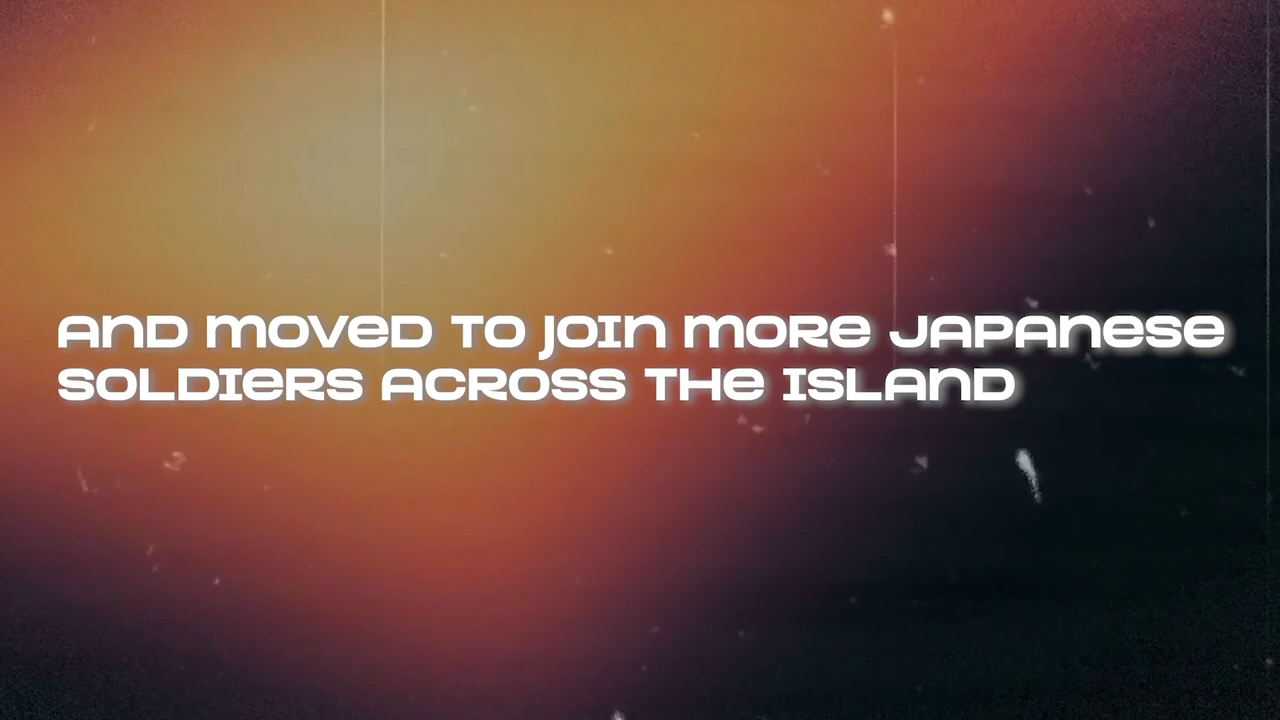 AND MOVED TO JOIN MORE JAPANESE
SOLDIERS ACROSS THE ISLAND